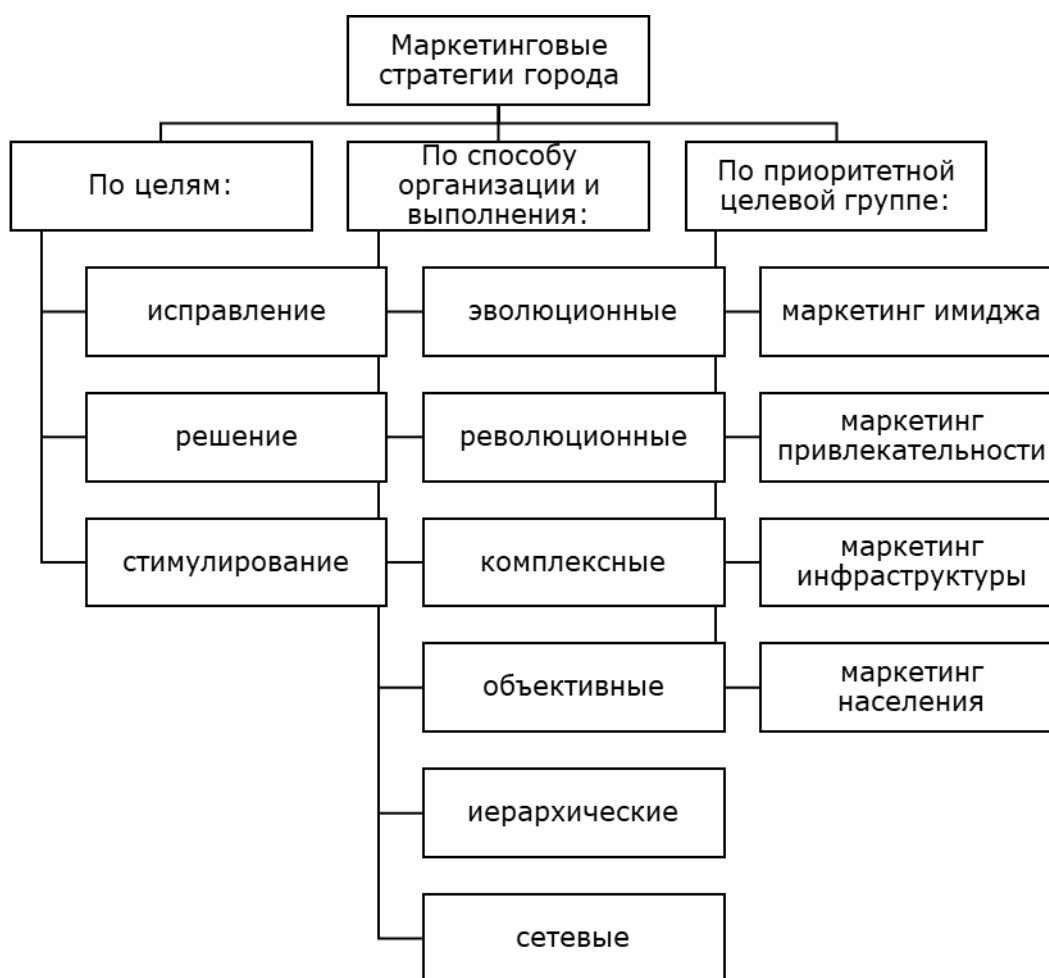 Маркетинговые
стратегии города
По целям:
исправление
решение
стимулирование
По способу
организации и
выполнения:
эволюционные
революционные
комплексные
объективные
иерархические
сетевые
По приоритетной
целевой группе:
маркетинг имиджа
маркетинг
привлекательности
маркетинг
инфраструктуры
маркетинг
населения